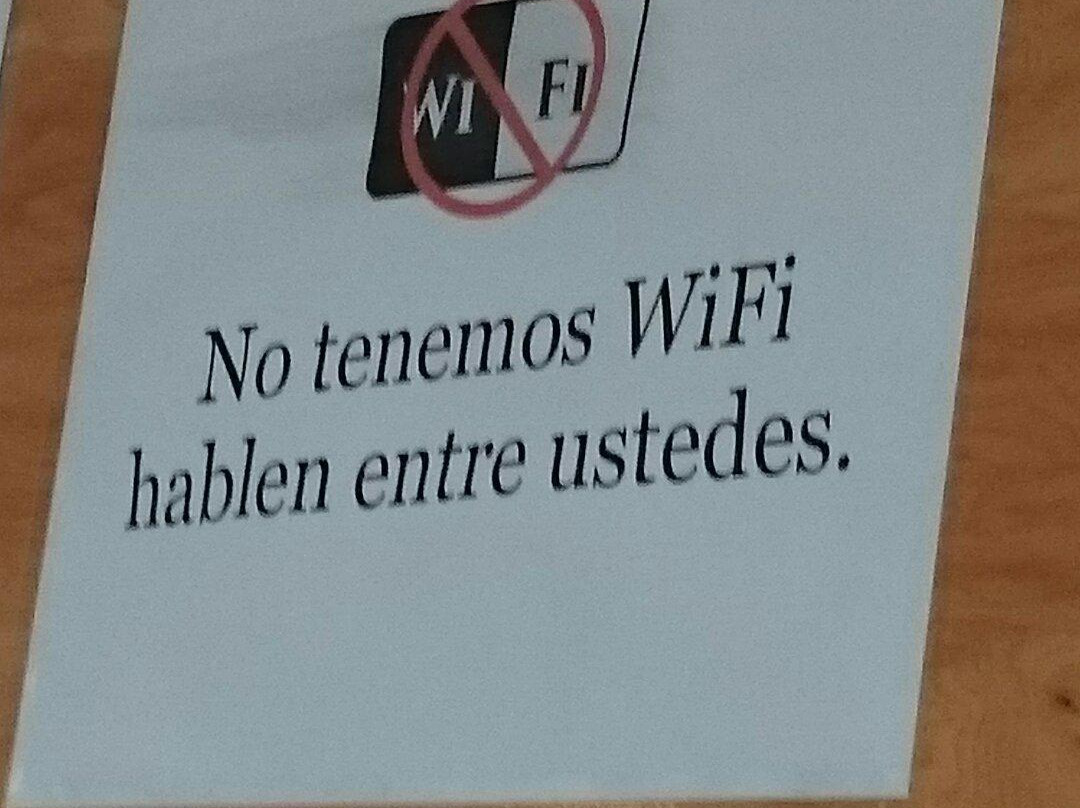 WI FI
No tenemos WiFi
hablen entre ustedes.